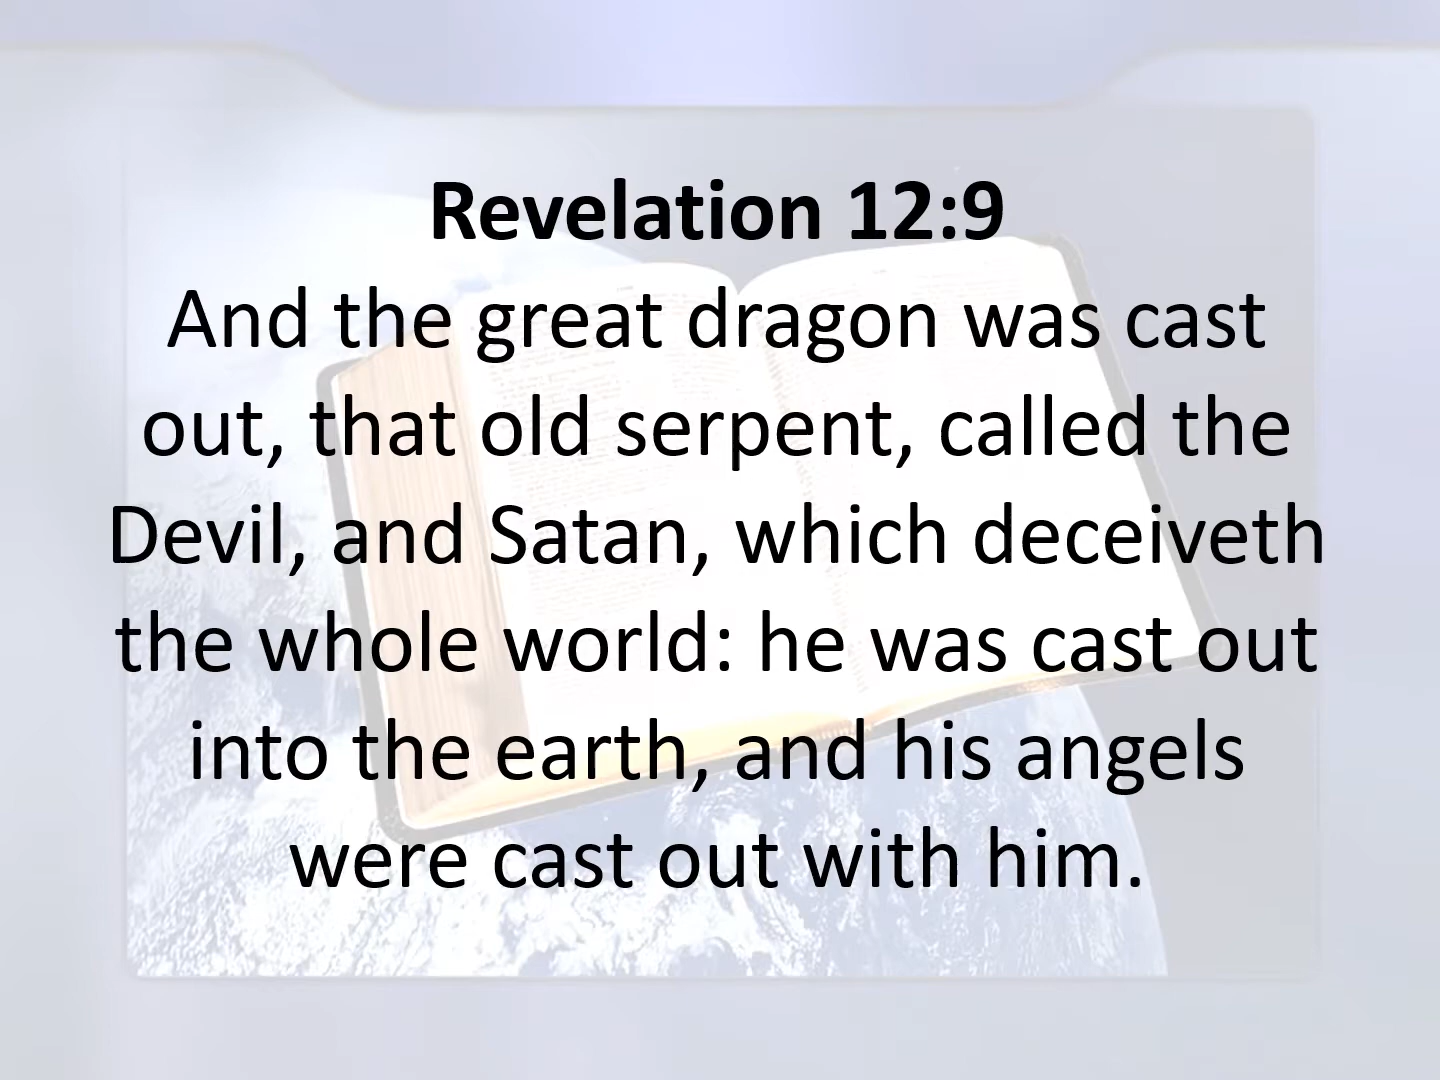 Revelation 12:9
And the great dragon was cast
out, that old serpent, called the
Devil, and Satan, which deceiveth
the whole world: he was cast out
into the earth, and his angels
were cast out with him.